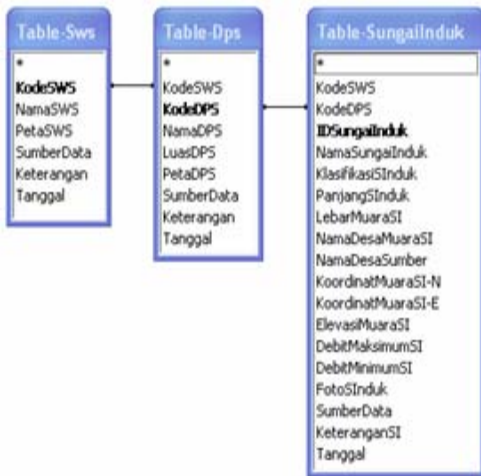 Table-Sws
*
KodeSWS
NamaSWS
PetaSWS
SumberData
Keterangan
Tanggal
Table-Dps
*
KodeSWS
KodeDPS
NamaDPS
LuasDPS
PetaDPS
SumberData
Keterangan
Tanggal
Table-SungaiInduk
*
KodeSWS
KodeDPS
IDSungaiInduk
NamaSungaiInduk
KlasifikasiSInduk
PanjangSInduk
LebarMuaraSI
NamaDesaMuaraSI
NamaDesaSumber
KoordinatMuaraSI-N
KoordinatMuaraSI-E
ElevasiMuaraSI
DebitMaksimumSI
DebitMinimumSI
FotoSInduk
SumberData
KeteranganSI
Tanggal